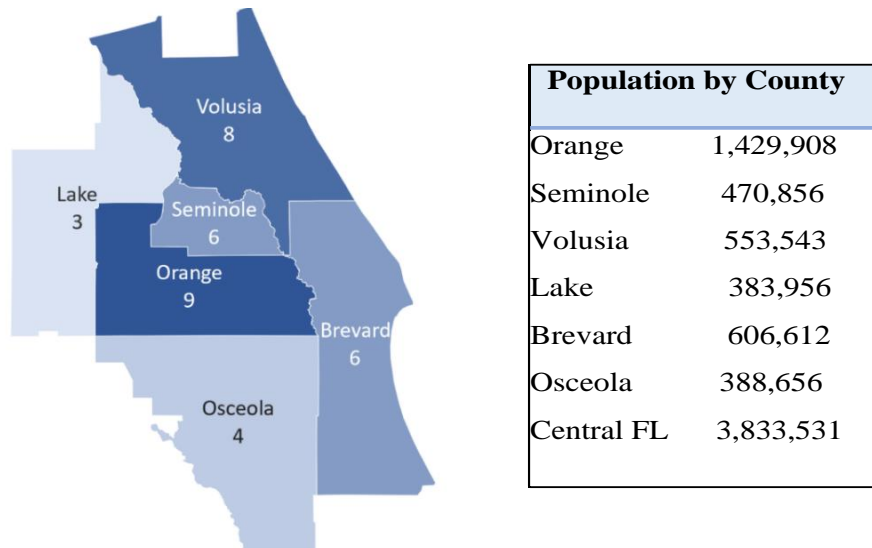 Volusia
8
Lake
3
Seminole
6
Orange
9
Brevard
6
Osceola
4
Population by County
Orange 1,429,908
Seminole 470,856
Volusia 553,543
Lake 383,956
Brevard 606,612
Osceola 388,656
Central FL 3,833,531